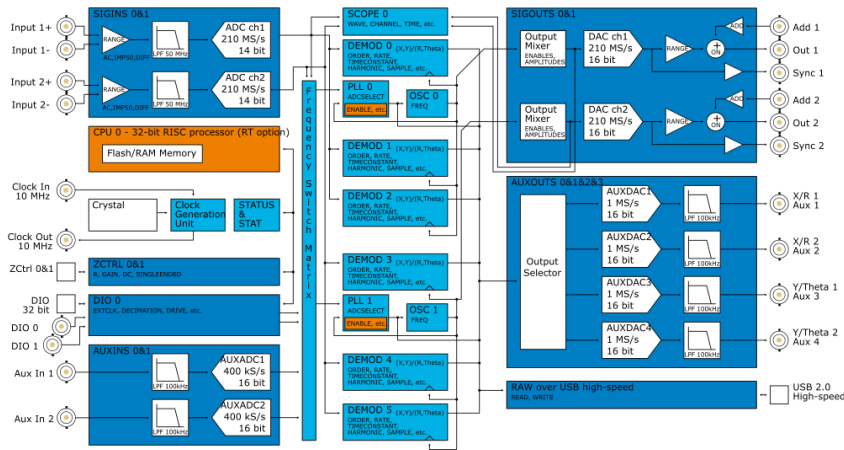 SIGINS 0&1
Input 1+
Input 1-
Input 2+
Input 2-
RANGE
AC,IMP50,DIFF
LPF 50 MHz
ADC ch1
210 MS/s
14 bit
RANGE
AC,IMP50,DIFF
LPF 50 MHz
ADC ch2
210 MS/s
14 bit
CPU 0 - 32-bit RISC processor (RT option)
Flash/RAM Memory
Clock In
10 MHz
Clock Out
10 MHz
Crystal
Clock
Generation
Unit
STATUS
&
STAT
ZCtrl 0&1
ZCTRL 0&1
R, GAIN, DC, SINGLEENDED
DIO
32 bit
DIO 0
DIO 1
DIO 0
EXTCLK, DECIMATION, DRIVE, etc.
AUXINS 0&1
Aux In 1
Aux In 2
LPF 100kHz
AUXADC1
400 kS/s
16 bit
LPF 100kHz
AUXADC2
400 kS/s
16 bit
Frequency Switch Matrix
SCOPE 0
WAVE, CHANNEL, TIME, etc.
DEMOD 0 (X,Y)/(R,Theta)
ORDER, RATE,
TIMECONSTANT,
HARMONIC, SAMPLE, etc.
PLL 0
ADCSELECT
ENABLE, etc.
OSC 0
FREQ
DEMOD 1 (X,Y)/(R,Theta)
ORDER, RATE,
TIMECONSTANT,
HARMONIC, SAMPLE, etc.
DEMOD 2 (X,Y)/(R,Theta)
ORDER, RATE,
TIMECONSTANT,
HARMONIC, SAMPLE, etc.
DEMOD 3 (X,Y)/(R,Theta)
ORDER, RATE,
TIMECONSTANT,
HARMONIC, SAMPLE, etc.
PLL 1
ADCSELECT
ENABLE, etc.
OSC 1
FREQ
DEMOD 4 (X,Y)/(R,Theta)
ORDER, RATE,
TIMECONSTANT,
HARMONIC, SAMPLE, etc.
DEMOD 5 (X,Y)/(R,Theta)
ORDER, RATE,
TIMECONSTANT,
HARMONIC, SAMPLE, etc.
SIGOUTS 0&1
Output
Mixer
ENABLES,
AMPLITUDES
DAC ch1
210 MS/s
16 bit
RANGE
ADD
+
ON
Add 1
Out 1
Sync 1
Output
Mixer
ENABLES,
AMPLITUDES
DAC ch2
210 MS/s
16 bit
RANGE
ADD
+
ON
Add 2
Out 2
Sync 2
AUXOUTS 0&1&2&3
Output
Selector
AUXDAC1
1 MS/s
16 bit
LPF 100kHz
X/R 1
Aux 1
AUXDAC2
1 MS/s
16 bit
LPF 100kHz
X/R 2
Aux 2
AUXDAC3
1 MS/s
16 bit
LPF 100kHz
Y/Theta 1
Aux 3
AUXDAC4
1 MS/s
16 bit
LPF 100kHz
Y/Theta 2
Aux 4
RAW over USB high-speed
READ, WRITE
USB 2.0
High-speed